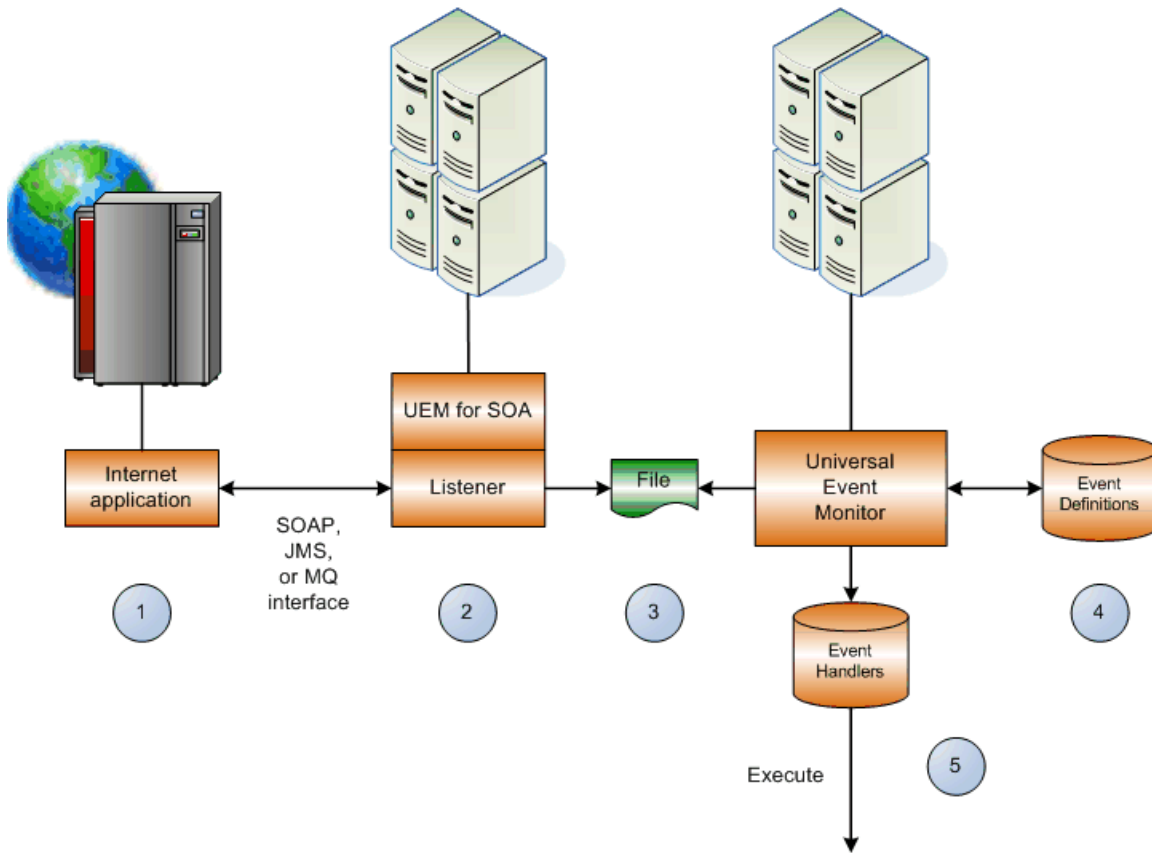 UEM for SOA
Internet
application
Listener
File
Universal
Event
Monitor
Event
Definitions
SOAP,
JMS,
or MQ
interface
1
2
3
4
Event
Handlers
Execute
5